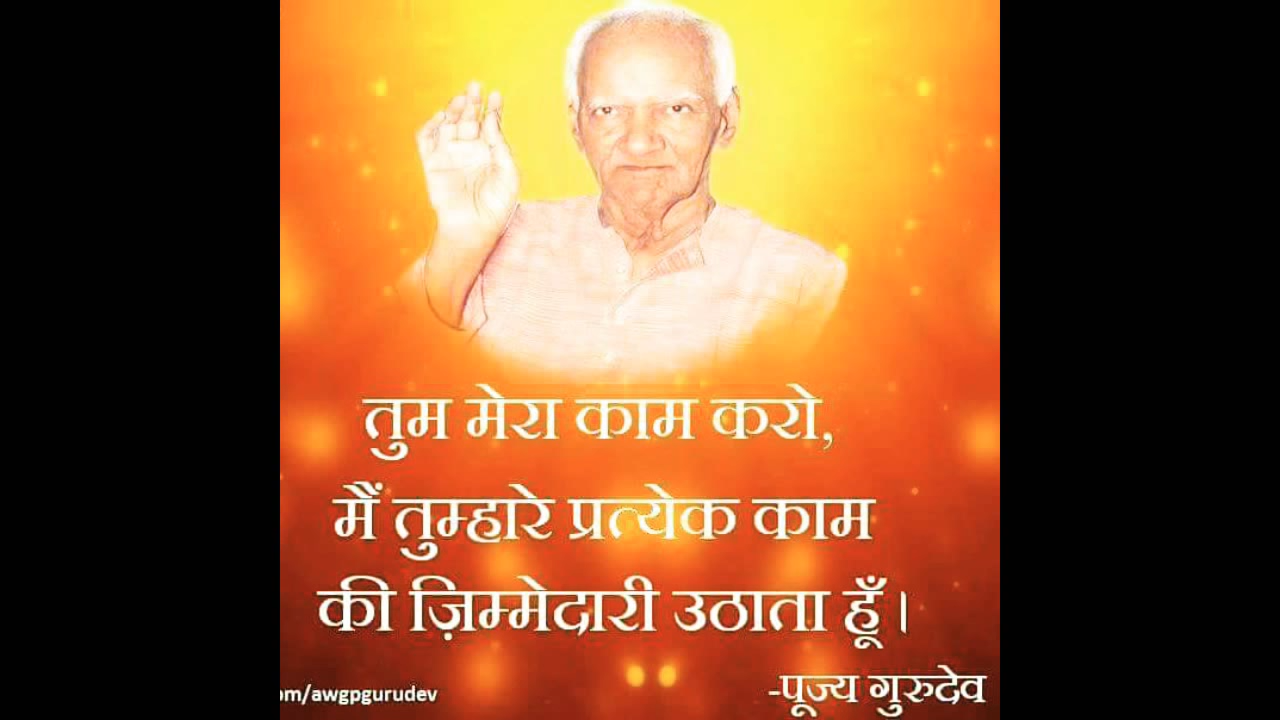 तुम मेरा काम करो,
मैं तुम्हारे प्रत्येक काम
की ज़िम्मेदारी उठाता हूँ।
om/awgpgurudev
-पूज्य गुरुदेव